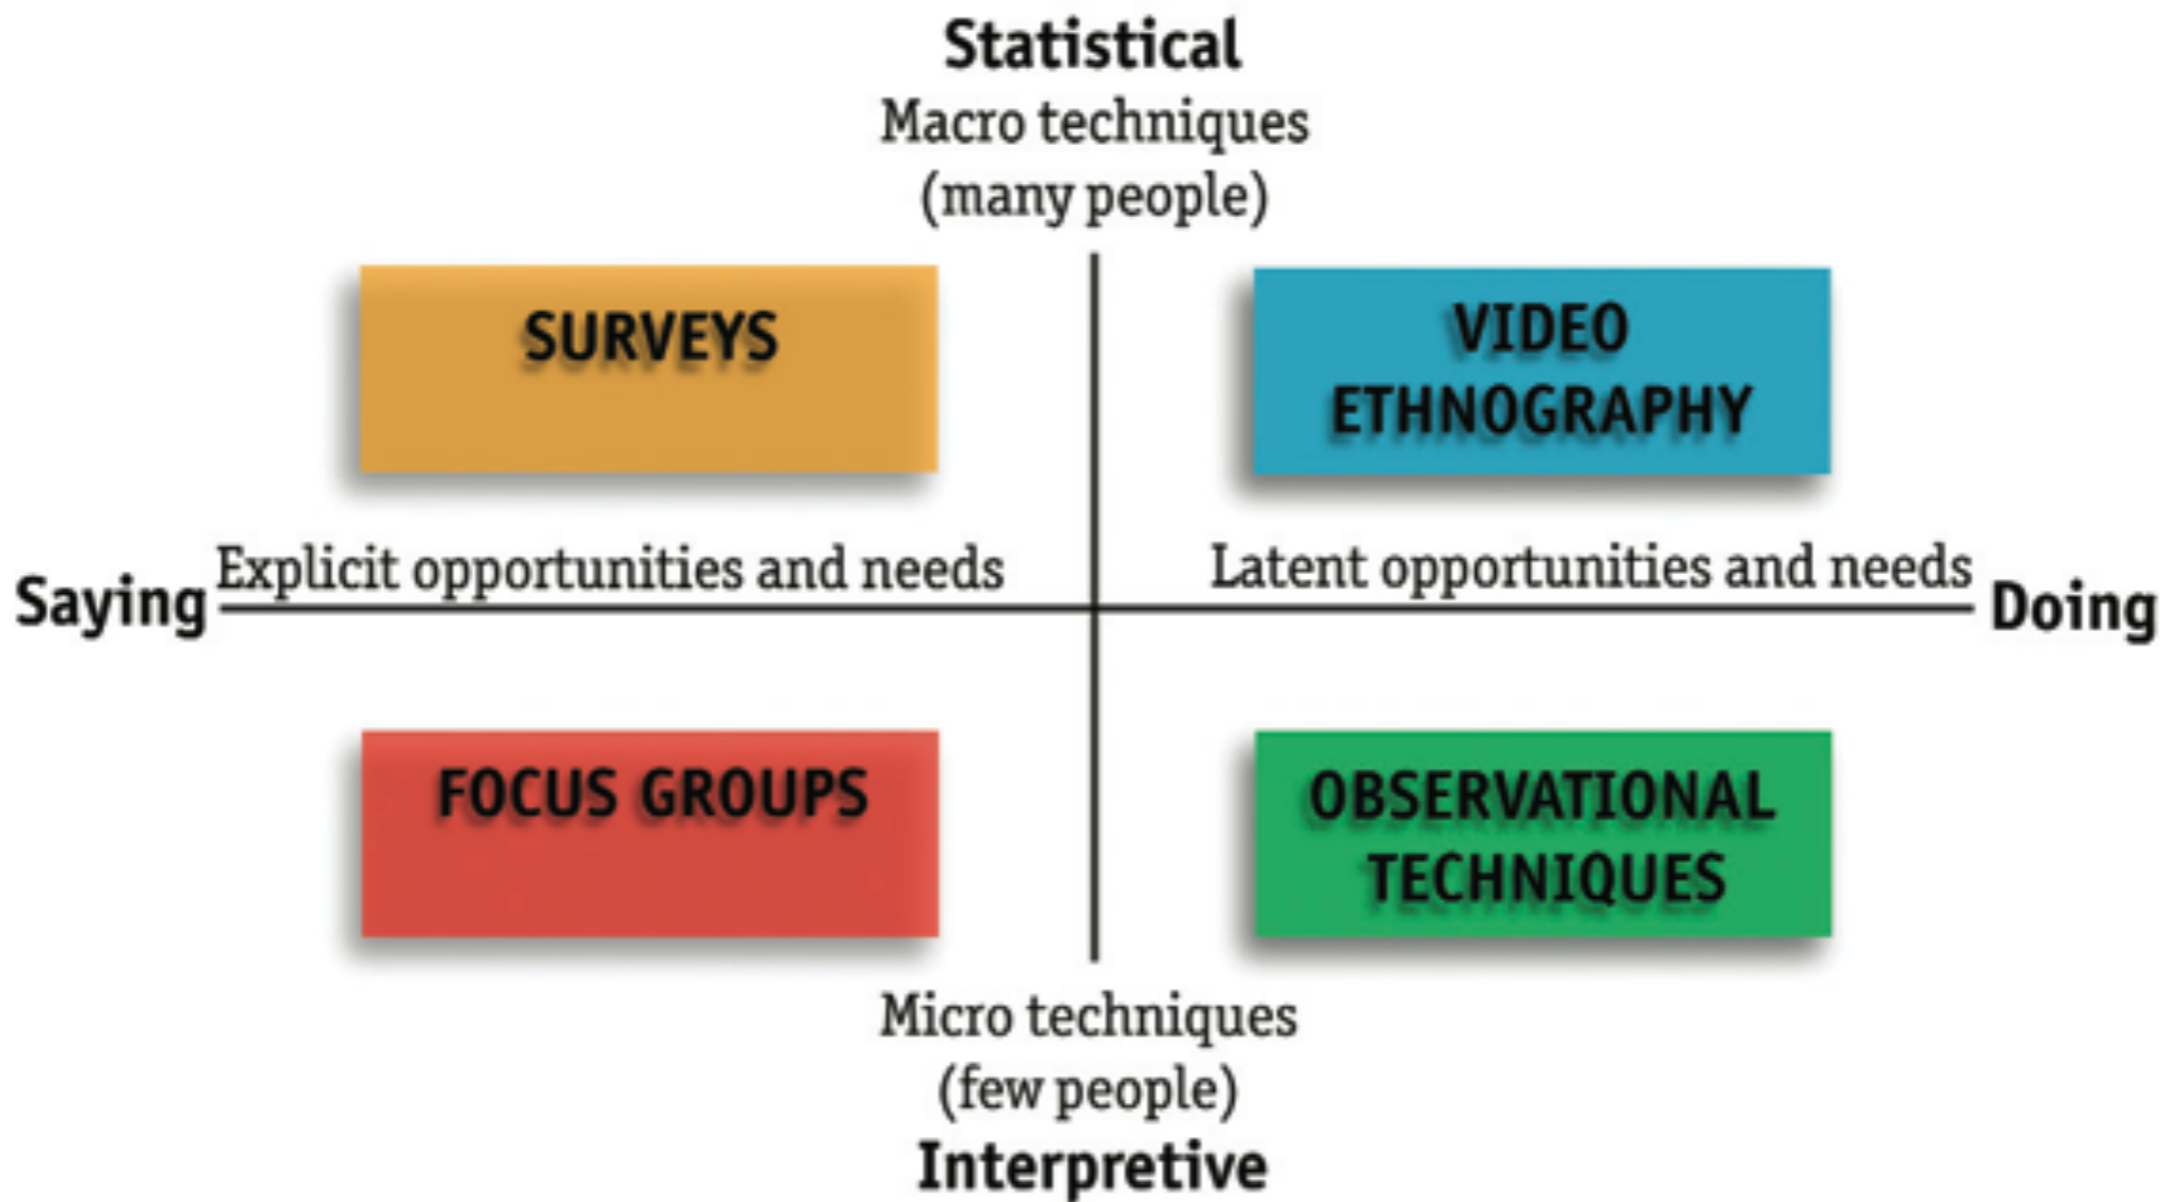 Statistical
Macro techniques
(many people)
SURVEYS
VIDEO
ETHNOGRAPHY
Saying
Explicit opportunities and needs
Latent opportunities and needs
Doing
FOCUS GROUPS
OBSERVATIONAL
TECHNIQUES
Micro techniques
(few people)
Interpretive